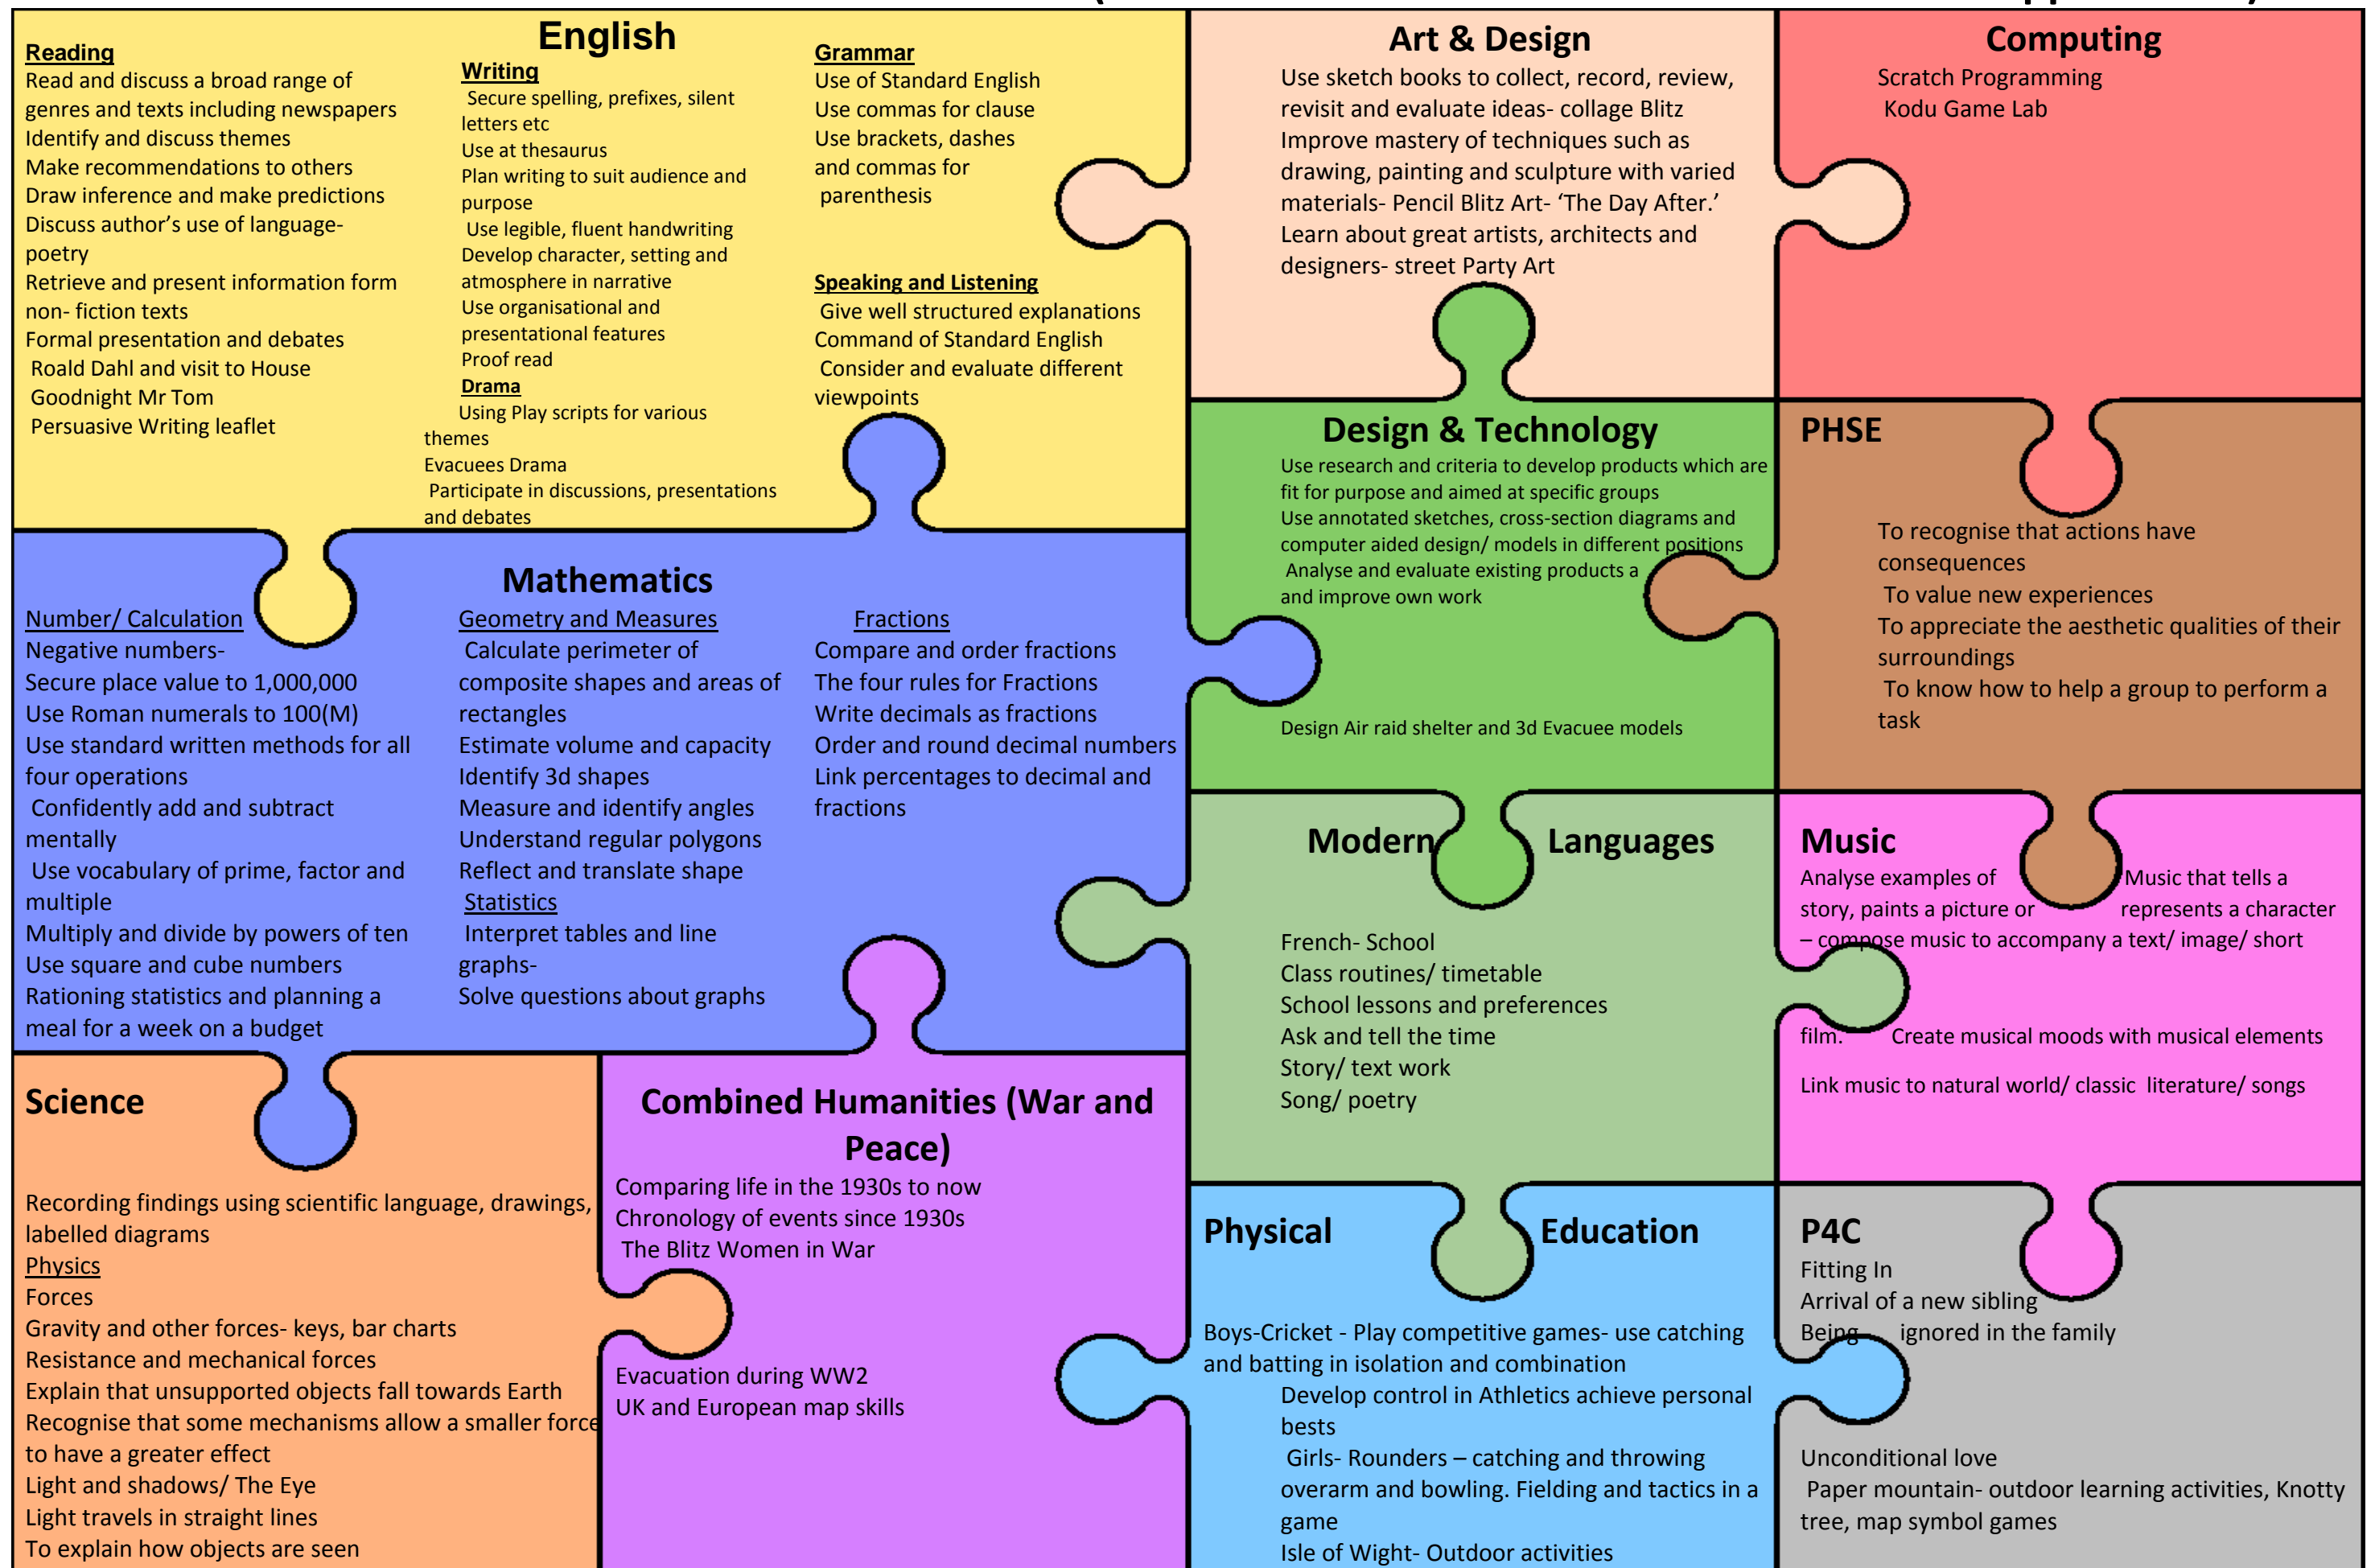 English
Reading
Read and discuss a broad range of
genres and texts including newspapers
Identify and discuss themes
Make recommendations to others
Draw inference and make predictions
Discuss author's use of language-
poetry
Retrieve and present information form
non- fiction texts
Formal presentation and debates
Roald Dahl and visit to House
Goodnight Mr Tom
Persuasive Writing leaflet
Writing
Secure spelling, prefixes, silent
letters etc
Use at thesaurus
Plan writing to suit audience and
purpose
Use legible, fluent handwriting
Develop character, setting and
atmosphere in narrative
Use organisational and
presentational features
Proof read
Drama
Using Play scripts for various
themes
Evacuees Drama
Participate in discussions, presentations
and debates
Grammar
Use of Standard English
Use commas for clause
Use brackets, dashes
and commas for
parenthesis
Speaking and Listening
Give well structured explanations
Command of Standard English
Consider and evaluate different
viewpoints
Art & Design
Use sketch books to collect, record, review,
revisit and evaluate ideas- collage Blitz
Improve mastery of techniques such as
drawing, painting and sculpture with varied
materials- Pencil Blitz Art- 'The Day After.'
Learn about great artists, architects and
designers- street Party Art
Computing
Scratch Programming
Kodu Game Lab
Design & Technology
Use research and criteria to develop products which are
fit for purpose and aimed at specific groups
Use annotated sketches, cross-section diagrams and
computer aided design/ models in different positions
Analyse and evaluate existing products a
and improve own work
Design Air raid shelter and 3d Evacuee models
PHSE
To recognise that actions have
consequences
To value new experiences
To appreciate the aesthetic qualities of their
surroundings
To know how to help a group to perform a
task
Mathematics
Number/ Calculation
Negative numbers-
Secure place value to 1,000,000
Use Roman numerals to 100(M)
Use standard written methods for all
four operations
Confidently add and subtract
mentally
Use vocabulary of prime, factor and
multiple
Multiply and divide by powers of ten
Use square and cube numbers
Rationing statistics and planning a
meal for a week on a budget
Geometry and Measures
Calculate perimeter of
composite shapes and areas of
rectangles
Estimate volume and capacity
Identify 3d shapes
Measure and identify angles
Understand regular polygons
Reflect and translate shape
Statistics
Interpret tables and line
graphs-
Solve questions about graphs
Fractions
Compare and order fractions
The four rules for Fractions
Write decimals as fractions
Order and round decimal numbers
Link percentages to decimal and
fractions
Modern Languages
French- School
Class routines/ timetable
School lessons and preferences
Ask and tell the time
Story/ text work
Song/ poetry
Music
Analyse examples of Music that tells a
story, paints a picture or represents a character
– compose music to accompany a text/ image/ short
film. Create musical moods with musical elements
Link music to natural world/ classic literature/ songs
Science
Recording findings using scientific language, drawings,
labelled diagrams
Physics
Forces
Gravity and other forces- keys, bar charts
Resistance and mechanical forces
Explain that unsupported objects fall towards Earth
Recognise that some mechanisms allow a smaller force
to have a greater effect
Light and shadows/ The Eye
Light travels in straight lines
To explain how objects are seen
Combined Humanities (War and
Peace)
Comparing life in the 1930s to now
Chronology of events since 1930s
The Blitz Women in War
Evacuation during WW2
UK and European map skills
Physical Education
Boys-Cricket - Play competitive games- use catching
and batting in isolation and combination
Develop control in Athletics achieve personal
bests
Girls- Rounders – catching and throwing
overarm and bowling. Fielding and tactics in a
game
Isle of Wight- Outdoor activities
P4C
Fitting In
Arrival of a new sibling
Being ignored in the family
Unconditional love
Paper mountain- outdoor learning activities, Knotty
tree, map symbol games